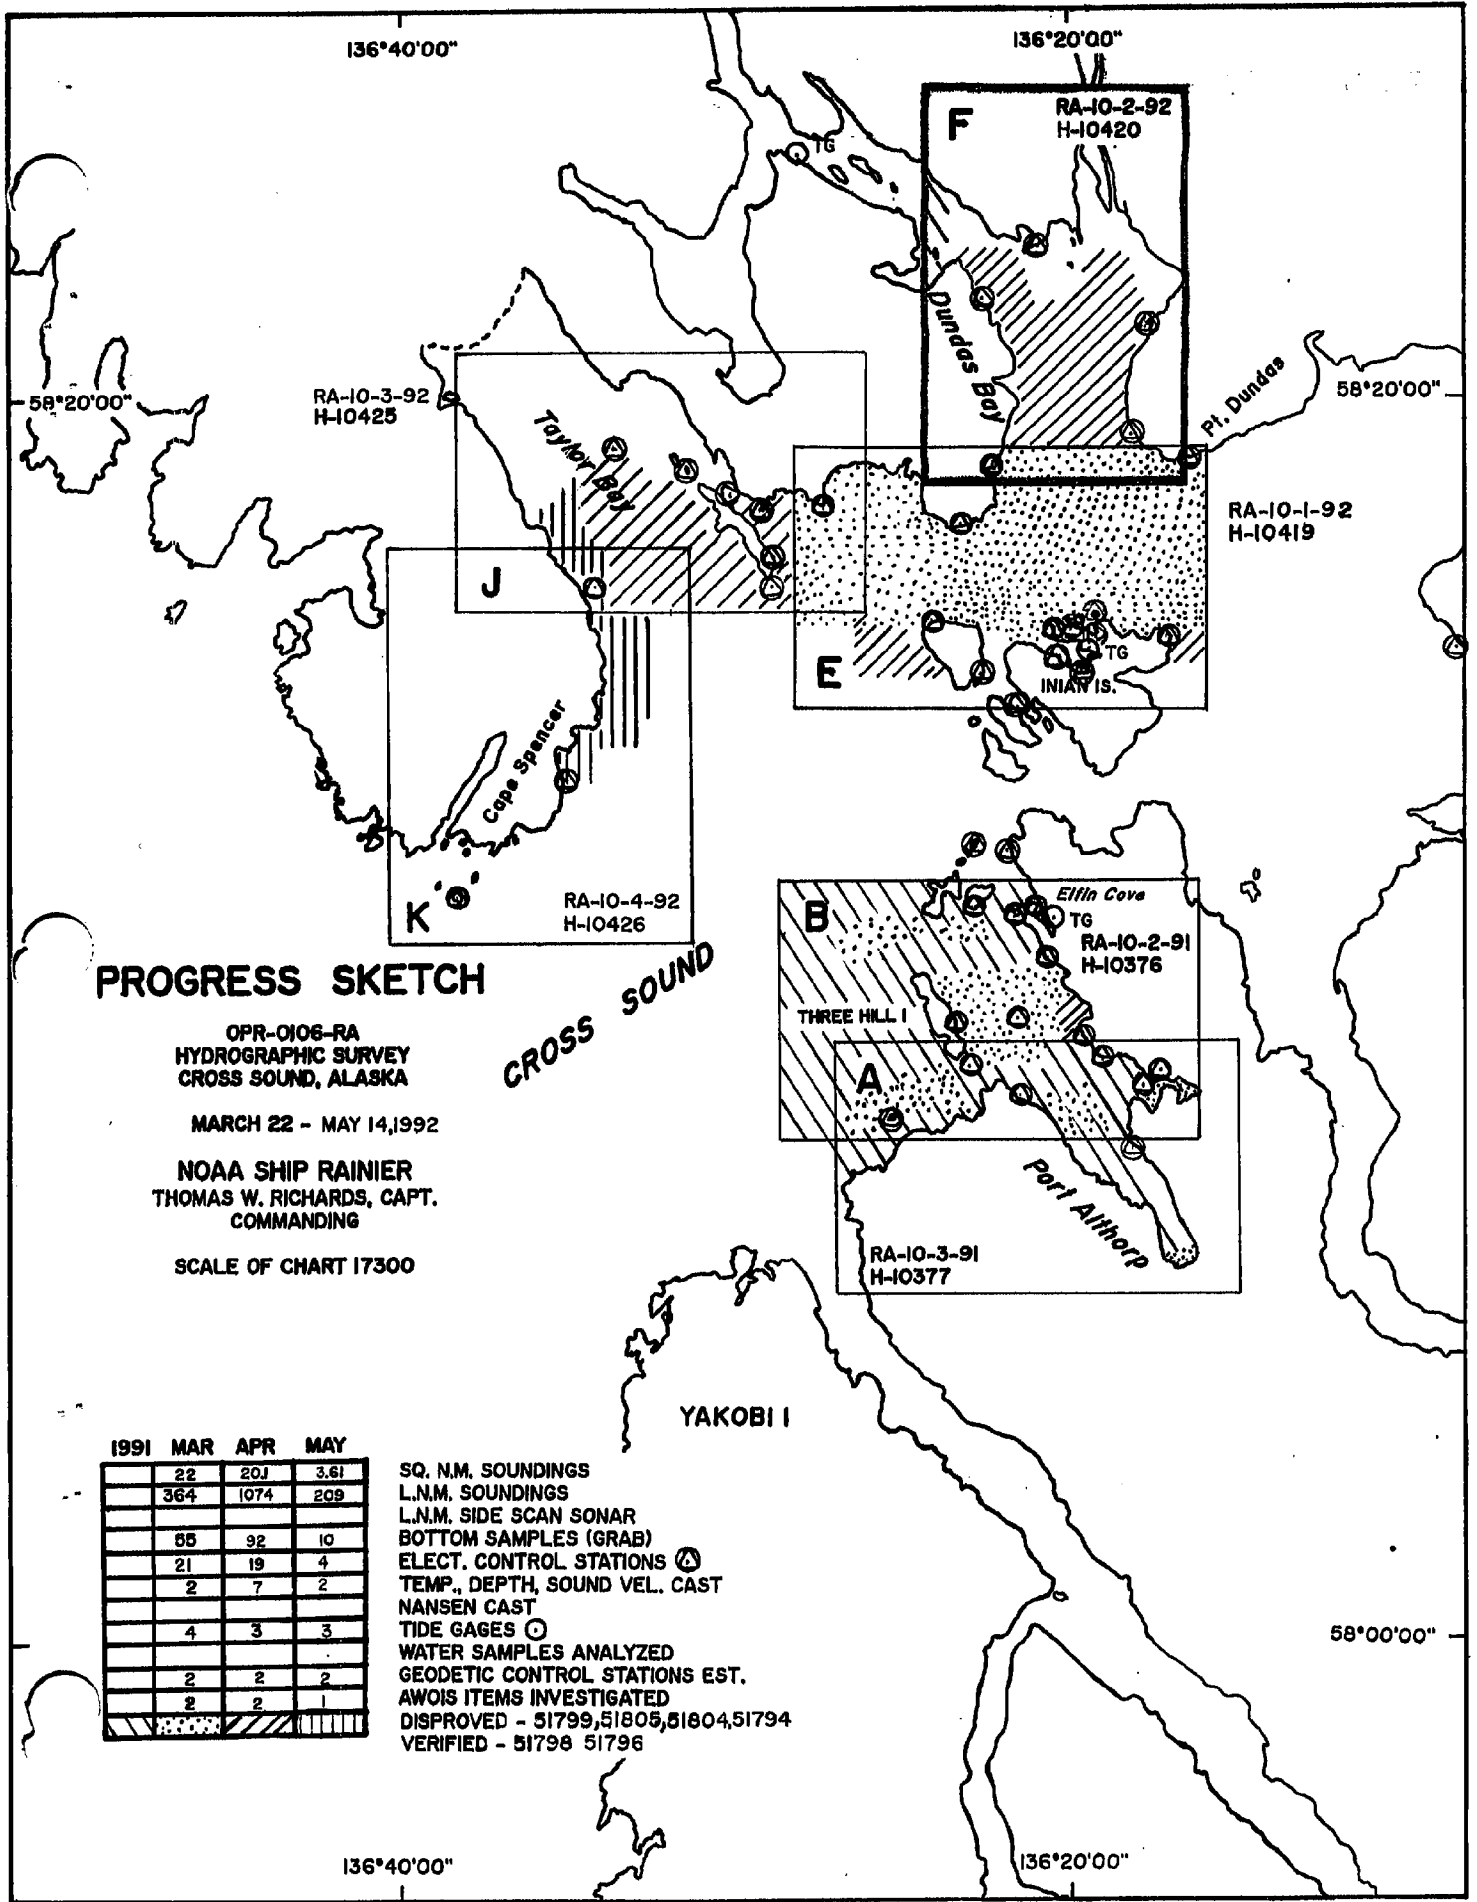 136°40'00"
136°20'00"
F
RA-10-2-92
H-10420
TG
Dundas Bay
58°20'00"
RA-10-3-92
H-10425
58°20'00"
Pt. Dundas
Taylor Bay
RA-10-1-92
H-10419
J
E
TG
INIAN IS.
Cape Spencer
K
RA-10-4-92
H-10426
B
Elfin Cove
TG
RA-10-2-91
H-10376
THREE HILL I
A
CROSS SOUND
Port Althorp
RA-10-3-91
H-10377
PROGRESS SKETCH
OPR-0106-RA
HYDROGRAPHIC SURVEY
CROSS SOUND, ALASKA
MARCH 22 - MAY 14,1992
NOAA SHIP RAINIER
THOMAS W. RICHARDS, CAPT.
COMMANDING
SCALE OF CHART 17300
YAKOBI I
1991 MAR APR MAY
22 20.1 3.61 SQ. N.M. SOUNDINGS
364 1074 209 L.N.M. SOUNDINGS
L.N.M. SIDE SCAN SONAR
55 92 10 BOTTOM SAMPLES (GRAB)
21 19 4 ELECT. CONTROL STATIONS
2 7 2 TEMP., DEPTH, SOUND VEL. CAST
NANSEN CAST
4 3 3 TIDE GAGES
WATER SAMPLES ANALYZED
2 2 2 GEODETIC CONTROL STATIONS EST.
2 2 1 AWOIS ITEMS INVESTIGATED
DISPROVED - 51799,51805,51804,51794
VERIFIED - 51798 51796
58°00'00"
136°40'00"
136°20'00"